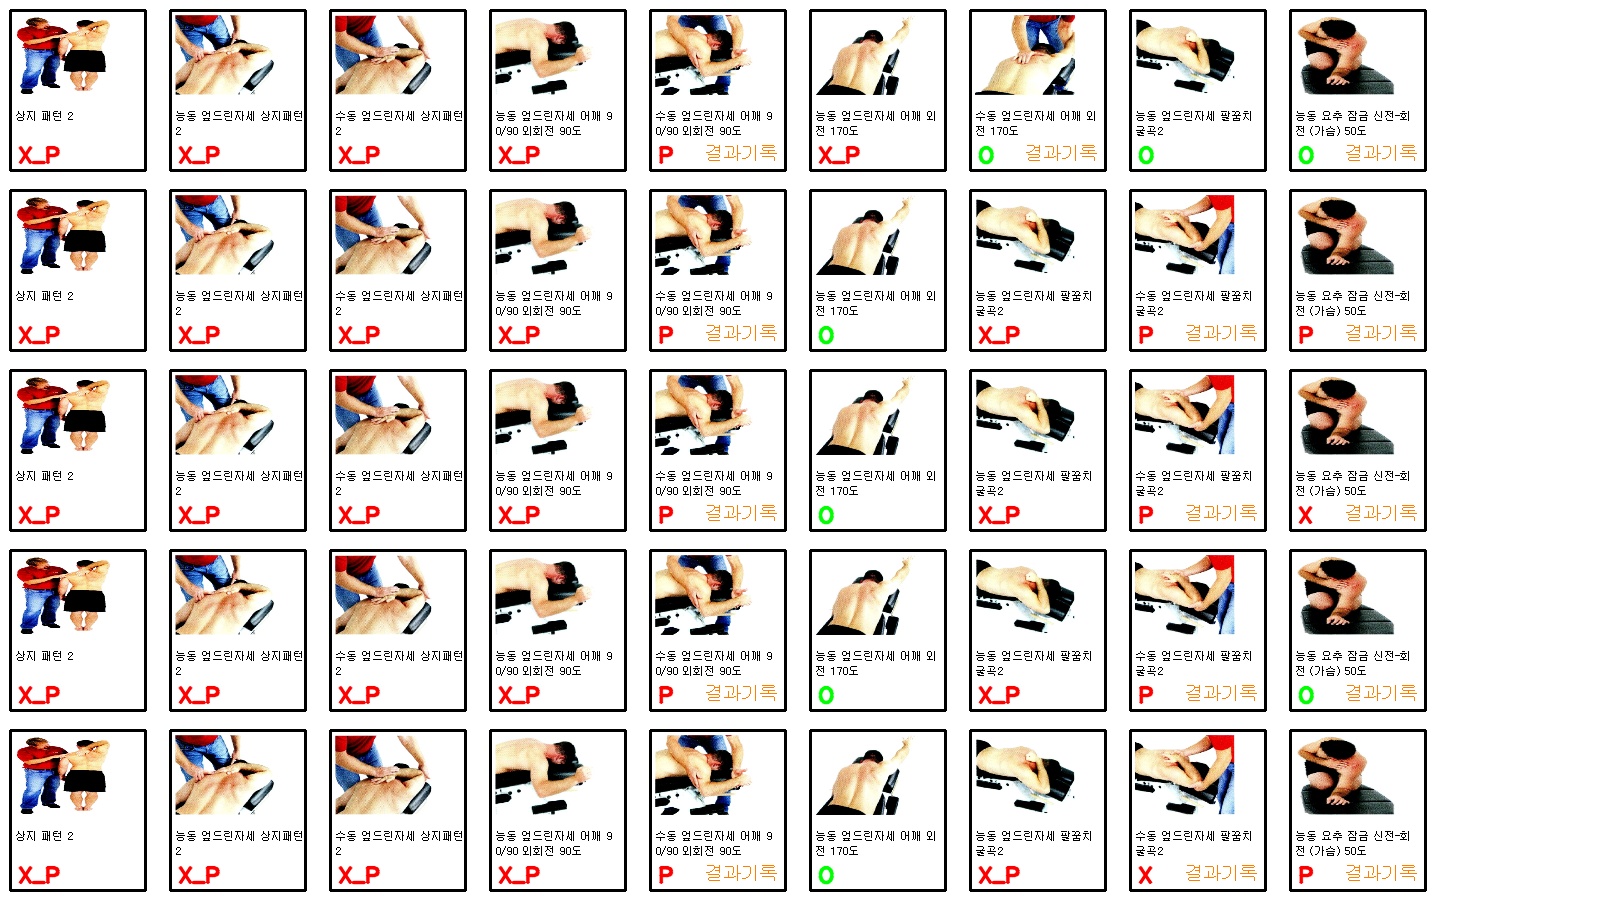 상지 패턴 2
X_P
능동 엎드린자세 상지패턴
2
X_P
수동 엎드린자세 상지패턴
2
X_P
능동 엎드린자세 어깨 9
0/90 외회전 90도
X_P
수동 엎드린자세 어깨 9
0/90 외회전 90도
P 결과기록
능동 엎드린자세 어깨 외
전 170도
X_P
수동 엎드린자세 어깨 외
전 170도
O 결과기록
능동 엎드린자세 팔꿈치
굴곡2
O
능동 요추 잠금 신전-회
전 (가슴) 50도
O 결과기록
상지 패턴 2
X_P
능동 엎드린자세 상지패턴
2
X_P
수동 엎드린자세 상지패턴
2
X_P
능동 엎드린자세 어깨 9
0/90 외회전 90도
X_P
수동 엎드린자세 어깨 9
0/90 외회전 90도
P 결과기록
능동 엎드린자세 어깨 외
전 170도
O
능동 엎드린자세 팔꿈치
굴곡2
X_P
수동 엎드린자세 팔꿈치
굴곡2
P 결과기록
능동 요추 잠금 신전-회
전 (가슴) 50도
P 결과기록
상지 패턴 2
X_P
능동 엎드린자세 상지패턴
2
X_P
수동 엎드린자세 상지패턴
2
X_P
능동 엎드린자세 어깨 9
0/90 외회전 90도
X_P
수동 엎드린자세 어깨 9
0/90 외회전 90도
P 결과기록
능동 엎드린자세 어깨 외
전 170도
O
능동 엎드린자세 팔꿈치
굴곡2
X_P
수동 엎드린자세 팔꿈치
굴곡2
P 결과기록
능동 요추 잠금 신전-회
전 (가슴) 50도
X 결과기록
상지 패턴 2
X_P
능동 엎드린자세 상지패턴
2
X_P
수동 엎드린자세 상지패턴
2
X_P
능동 엎드린자세 어깨 9
0/90 외회전 90도
X_P
수동 엎드린자세 어깨 9
0/90 외회전 90도
P 결과기록
능동 엎드린자세 어깨 외
전 170도
O
능동 엎드린자세 팔꿈치
굴곡2
X_P
수동 엎드린자세 팔꿈치
굴곡2
P 결과기록
능동 요추 잠금 신전-회
전 (가슴) 50도
O 결과기록
상지 패턴 2
X_P
능동 엎드린자세 상지패턴
2
X_P
수동 엎드린자세 상지패턴
2
X_P
능동 엎드린자세 어깨 9
0/90 외회전 90도
X_P
수동 엎드린자세 어깨 9
0/90 외회전 90도
P 결과기록
능동 엎드린자세 어깨 외
전 170도
O
능동 엎드린자세 팔꿈치
굴곡2
X_P
수동 엎드린자세 팔꿈치
굴곡2
X 결과기록
능동 요추 잠금 신전-회
전 (가슴) 50도
P 결과기록